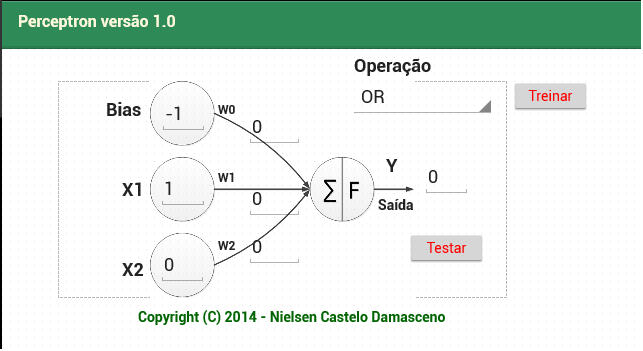 Perceptron versão 1.0
Operação
OR
Treinar
Bias
-1
W0
0
X1
1
W1
0
∑ F
Y
0
Saída
X2
0
W2
0
Testar
Copyright (C) 2014 - Nielsen Castelo Damasceno